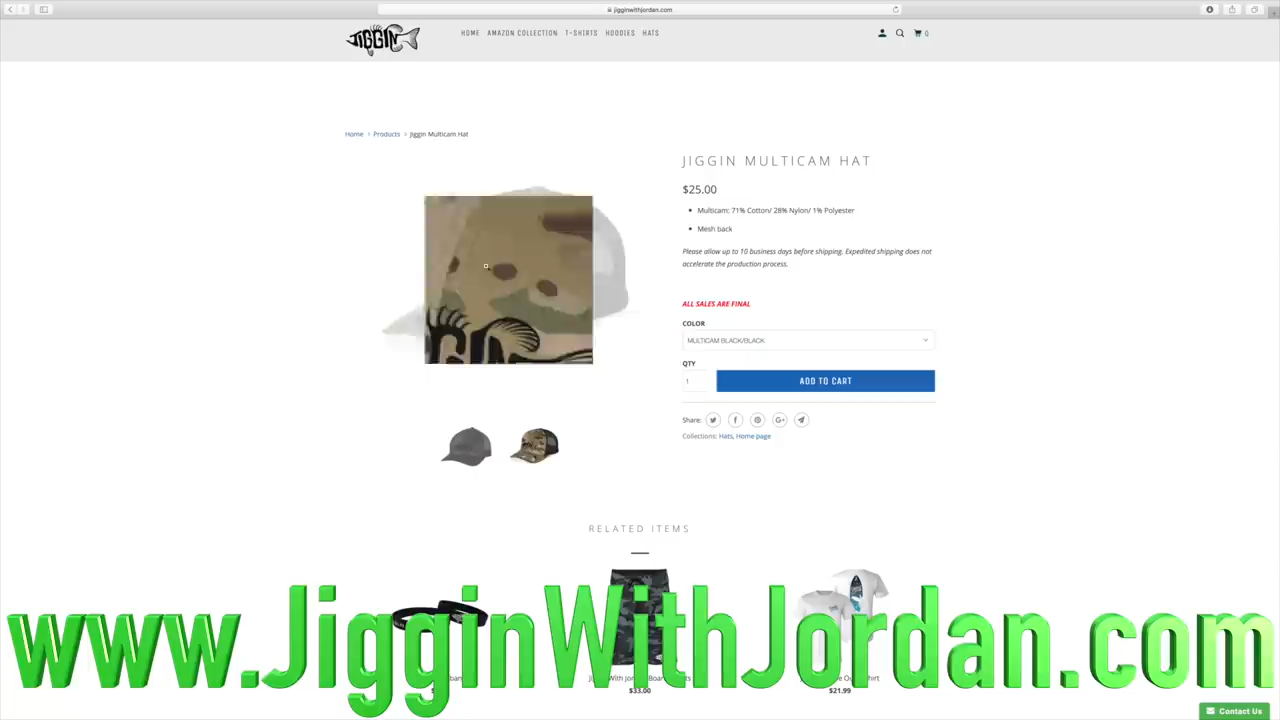 jigginwithjordan.com
JIGGIN
HOME AMAZON COLLECTION T-SHIRTS HOODIES HATS
0
Home › Products › Jiggin Multicam Hat
JIGGIN MULTICAM HAT
$25.00
• Multicam: 71% Cotton/ 28% Nylon/ 1% Polyester
• Mesh back
Please allow up to 10 business days before shipping. Expedited shipping does not
accelerate the production process.
ALL SALES ARE FINAL
COLOR
MULTICAM BLACK/BLACK
QTY
1 ADD TO CART
Share:
Collections: Hats, Home page
RELATED ITEMS
www.JigginWithJordan.com
$33.00
$21.99
Contact Us